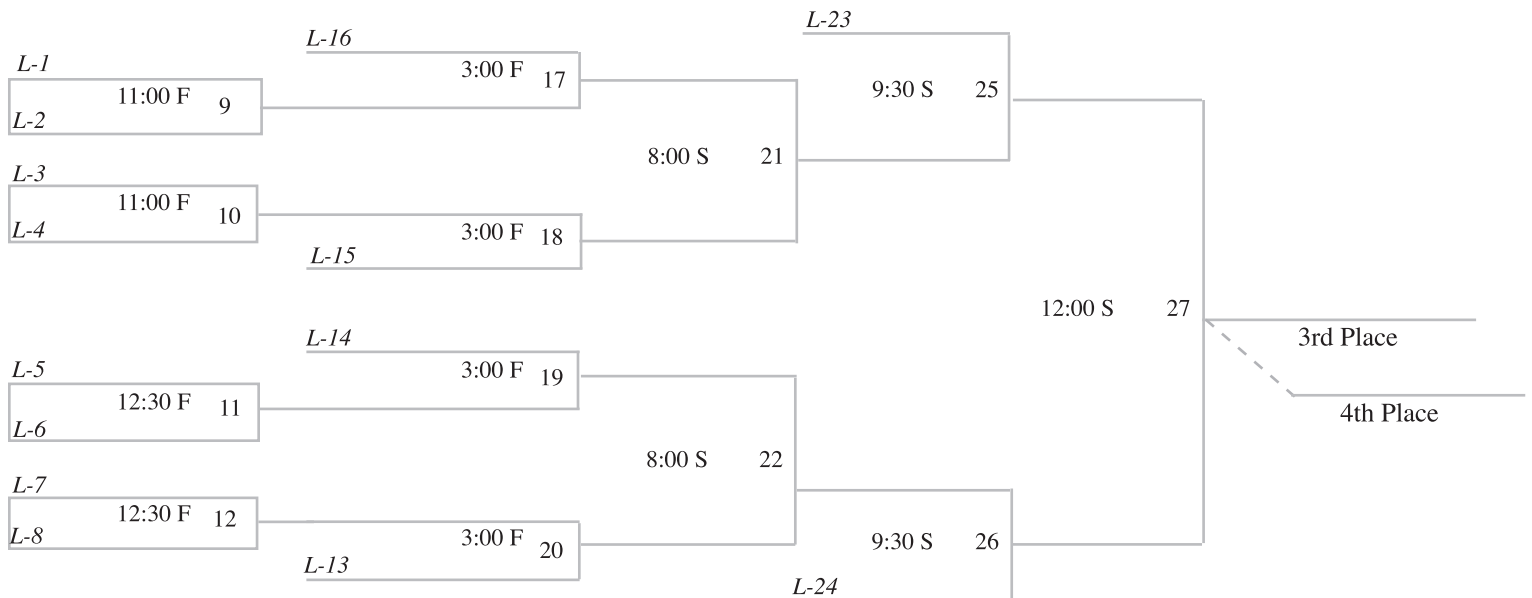 L-23
L-16
L-1
3:00 F 17
11:00 F 9
9:30 S 25
L-2
8:00 S 21
L-3
11:00 F 10
L-4
3:00 F 18
L-15
12:00 S 27
3rd Place
L-14
L-5
3:00 F 19
12:30 F 11
4th Place
L-6
8:00 S 22
L-7
12:30 F 12
L-8
3:00 F 20
9:30 S 26
L-13
L-24